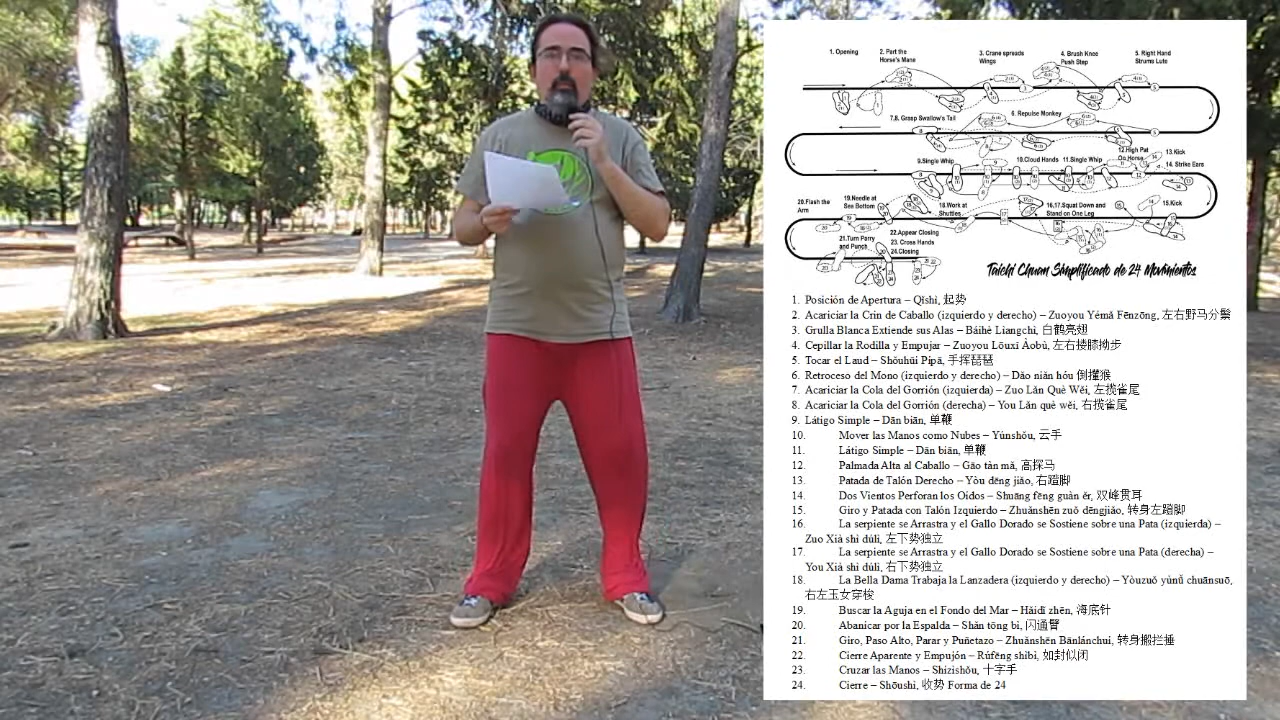 1. Opening
2. Part the Horse's Mane
3. Crane spreads Wings
4. Brush Knee Push Step
5. Right Hand Strums Lute
7,8. Grasp Swallow's Tail
6. Repulse Monkey
9.Single Whip
10.Cloud Hands
11.Single Whip
12.High Pat On Horse
13.Kick
14. Strike Ears
20.Flash the Arm
19.Needle at Sea Bottom
18.Work at Shuttles
16,17.Squat Down and Stand on One Leg
15.Kick
21.Turn Parry and Punch
22.Appear Closing
23. Cross Hands
24.Closing
Taichi Chuan Simplificado de 24 Movimientos
1. Posición de Apertura – Qǐshì, 起势
2. Acariciar la Crin de Caballo (izquierdo y derecho) – Zuoyou Yémǎ Fēnzōng, 左右野马分鬃
3. Grulla Blanca Extiende sus Alas – Báihè Liangchì, 白鹤亮翅
4. Cepillar la Rodilla y Empujar – Zuoyou Lōuxī Àobù, 左右搂膝拗步
5. Tocar el Laud – Shǒuhūi Pípā, 手挥琵琶
6. Retroceso del Mono (izquierdo y derecho) – Dǎo niǎn hóu 倒撵猴
7. Acariciar la Cola del Gorrión (izquierda) – Zuo Lǎn Què Wěi, 左揽雀尾
8. Acariciar la Cola del Gorrión (derecha) – You Lǎn què wěi, 右揽雀尾
9. Látigo Simple – Dān biān, 单鞭
10. Mover las Manos como Nubes – Yúnshǒu, 云手
11. Látigo Simple – Dān biān, 单鞭
12. Palmada Alta al Caballo – Gāo tàn mǎ, 高探马
13. Patada de Talón Derecho – Yòu dēng jiǎo, 右蹬脚
14. Dos Vientos Perforan los Oídos – Shuāng fēng guàn ěr, 双峰贯耳
15. Giro y Patada con Talón Izquierdo – Zhuǎnshēn zuǒ dēngjiǎo, 转身左蹬脚
16. La serpiente se Arrastra y el Gallo Dorado se Sostiene sobre una Pata (izquierda) –
Zuo Xià shì dúlì, 左下势独立
17. La serpiente se Arrastra y el Gallo Dorado se Sostiene sobre una Pata (derecha) –
You Xià shì dúlì, 右下势独立
18. La Bella Dama Trabaja la Lanzadera (izquierdo y derecho) – Yòuzuǒ yùnǚ chuānsuō,
右左玉女穿梭
19. Buscar la Aguja en el Fondo del Mar – Hǎidǐ zhēn, 海底针
20. Abanicar por la Espalda – Shǎn tōng bì, 闪通臂
21. Giro, Paso Alto, Parar y Puñetazo – Zhuǎnshēn Bānlánchuí, 转身搬拦捶
22. Cierre Aparente y Empujón – Rúfēng shìbì, 如封似闭
23. Cruzar las Manos – Shízìshǒu, 十字手
24. Cierre – Shōushì, 收势 Forma de 24